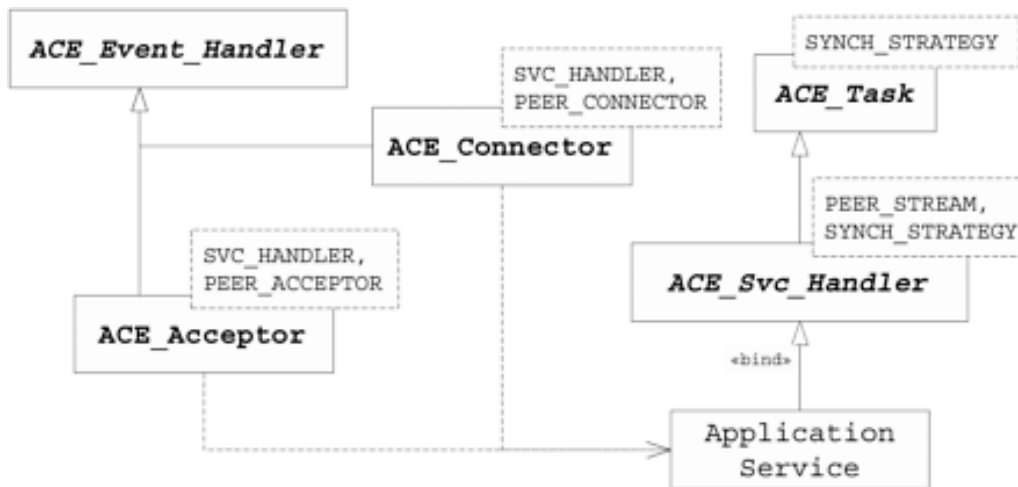 ACE_Event_Handler
SYNCH_STRATEGY
ACE_Task
SVC_HANDLER,
PEER_CONNECTOR
ACE_Connector
PEER_STREAM,
SYNCH_STRATEGY
ACE_Svc_Handler
SVC_HANDLER,
PEER_ACCEPTOR
ACE_Acceptor
«bind»
Application
Service